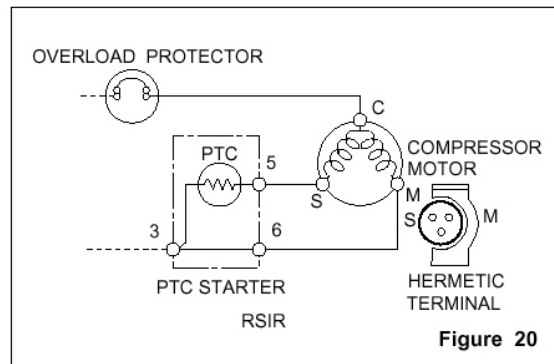 OVERLOAD PROTECTOR
C
PTC
5
COMPRESSOR
MOTOR
S
M
S
M
3
6
HERMETIC
TERMINAL
PTC STARTER
RSIR
Figure 20